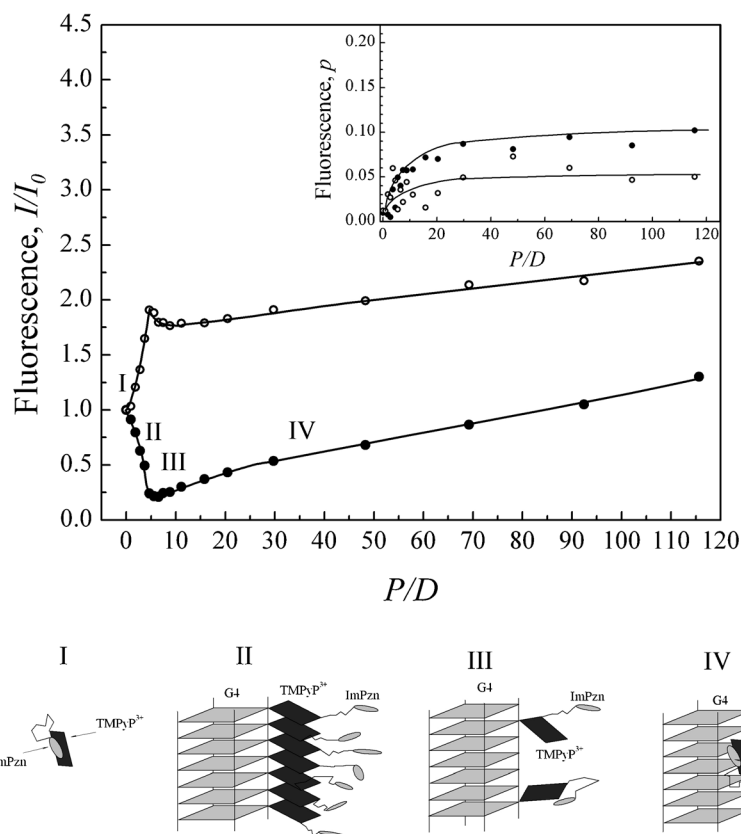 4.5
4.0
3.5
3.0
2.5
2.0
1.5
1.0
0.5
0.0
Fluorescence, I/I0
0 10 20 30 40 50 60 70 80 90 100 110 120
P/D
I
II
III
IV
0.20
0.15
0.10
0.05
0.00
Fluorescence, p
0 20 40 60 80 100 120
P/D
I
TMPyP3+
mPzn
II
G4
TMPyP3+
ImPzn
III
G4
ImPzn
TMPyP3+
IV
G4